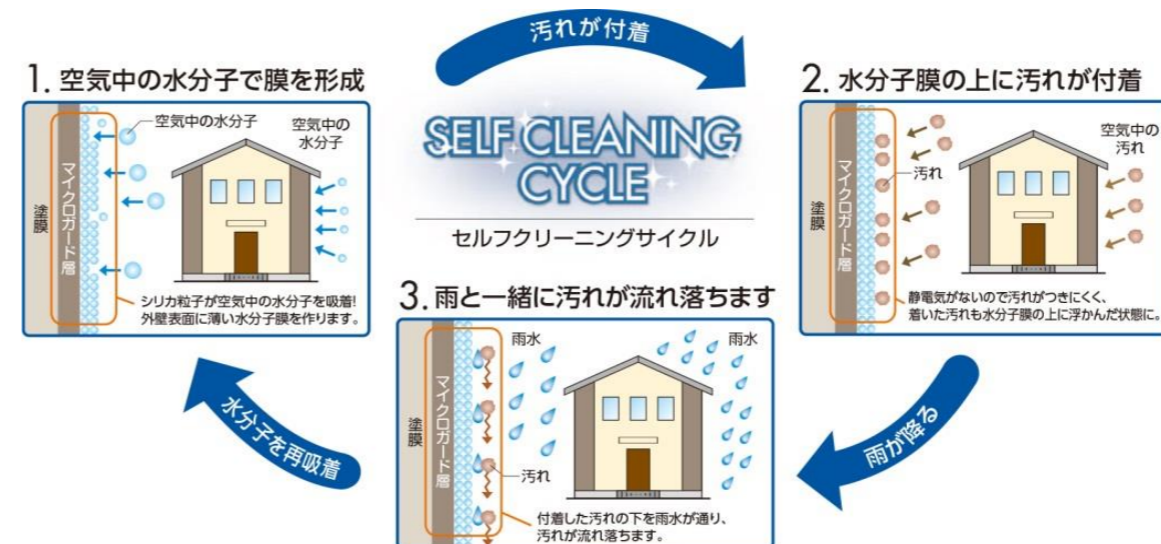 汚れが付着
1. 空気中の水分子で膜を形成
空気中の水分子
空気中の
水分子
マイクロガード層
塗膜
シリカ粒子が空気中の水分子を吸着!
外壁表面に薄い水分子膜を作ります。
SELF CLEANING
CYCLE
セルフクリーニングサイクル
2. 水分子膜の上に汚れが付着
空気中の
汚れ
汚れ
マイクロガード層
塗膜
静電気がないので汚れがつきにくく、
着いた汚れも水分子膜の上に浮かんだ状態に。
雨が降る
3. 雨と一緒に汚れが流れ落ちます
雨水
雨水
マイクロガード層
塗膜
汚れ
付着した汚れの下を雨水が通り、
汚れが流れ落ちます。
水分子を再吸着